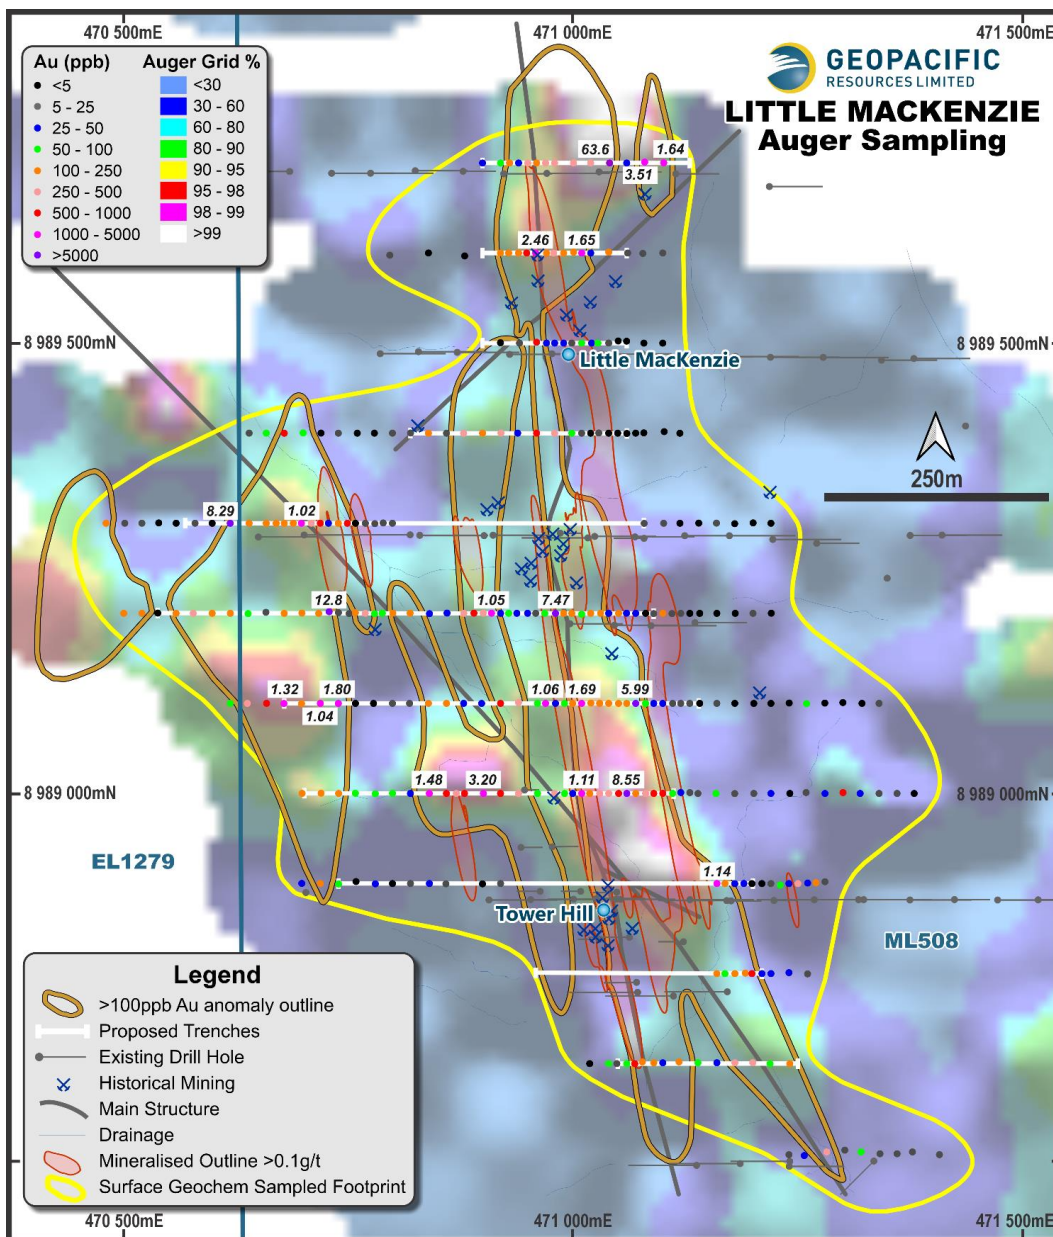 470 500mE
471 000mE
471 500mE
GEOPACIFIC
RESOURCES LIMITED
LITTLE MACKENZIE
Auger Sampling
Au (ppb)
<5
5 - 25
25 - 50
50 - 100
100 - 250
250 - 500
500 - 1000
1000 - 5000
>5000
Auger Grid %
<30
30 - 60
60 - 80
80 - 90
90 - 95
95 - 98
98 - 99
>99
63.6
1.64
3.51
2.46
1.65
8 989 500mN
8 989 500mN
Little MacKenzie
250m
8.29
1.02
12.8
1.05
7.47
1.32
1.80
1.06
1.69
5.99
1.04
1.48
3.20
1.11
8.55
8 989 000mN
8 989 000mN
EL1279
1.14
Tower Hill
ML508
Legend
>100ppb Au anomaly outline
Proposed Trenches
Existing Drill Hole
Historical Mining
Main Structure
Drainage
Mineralised Outline >0.1g/t
Surface Geochem Sampled Footprint
470 500mE
471 000mE
471 500mE